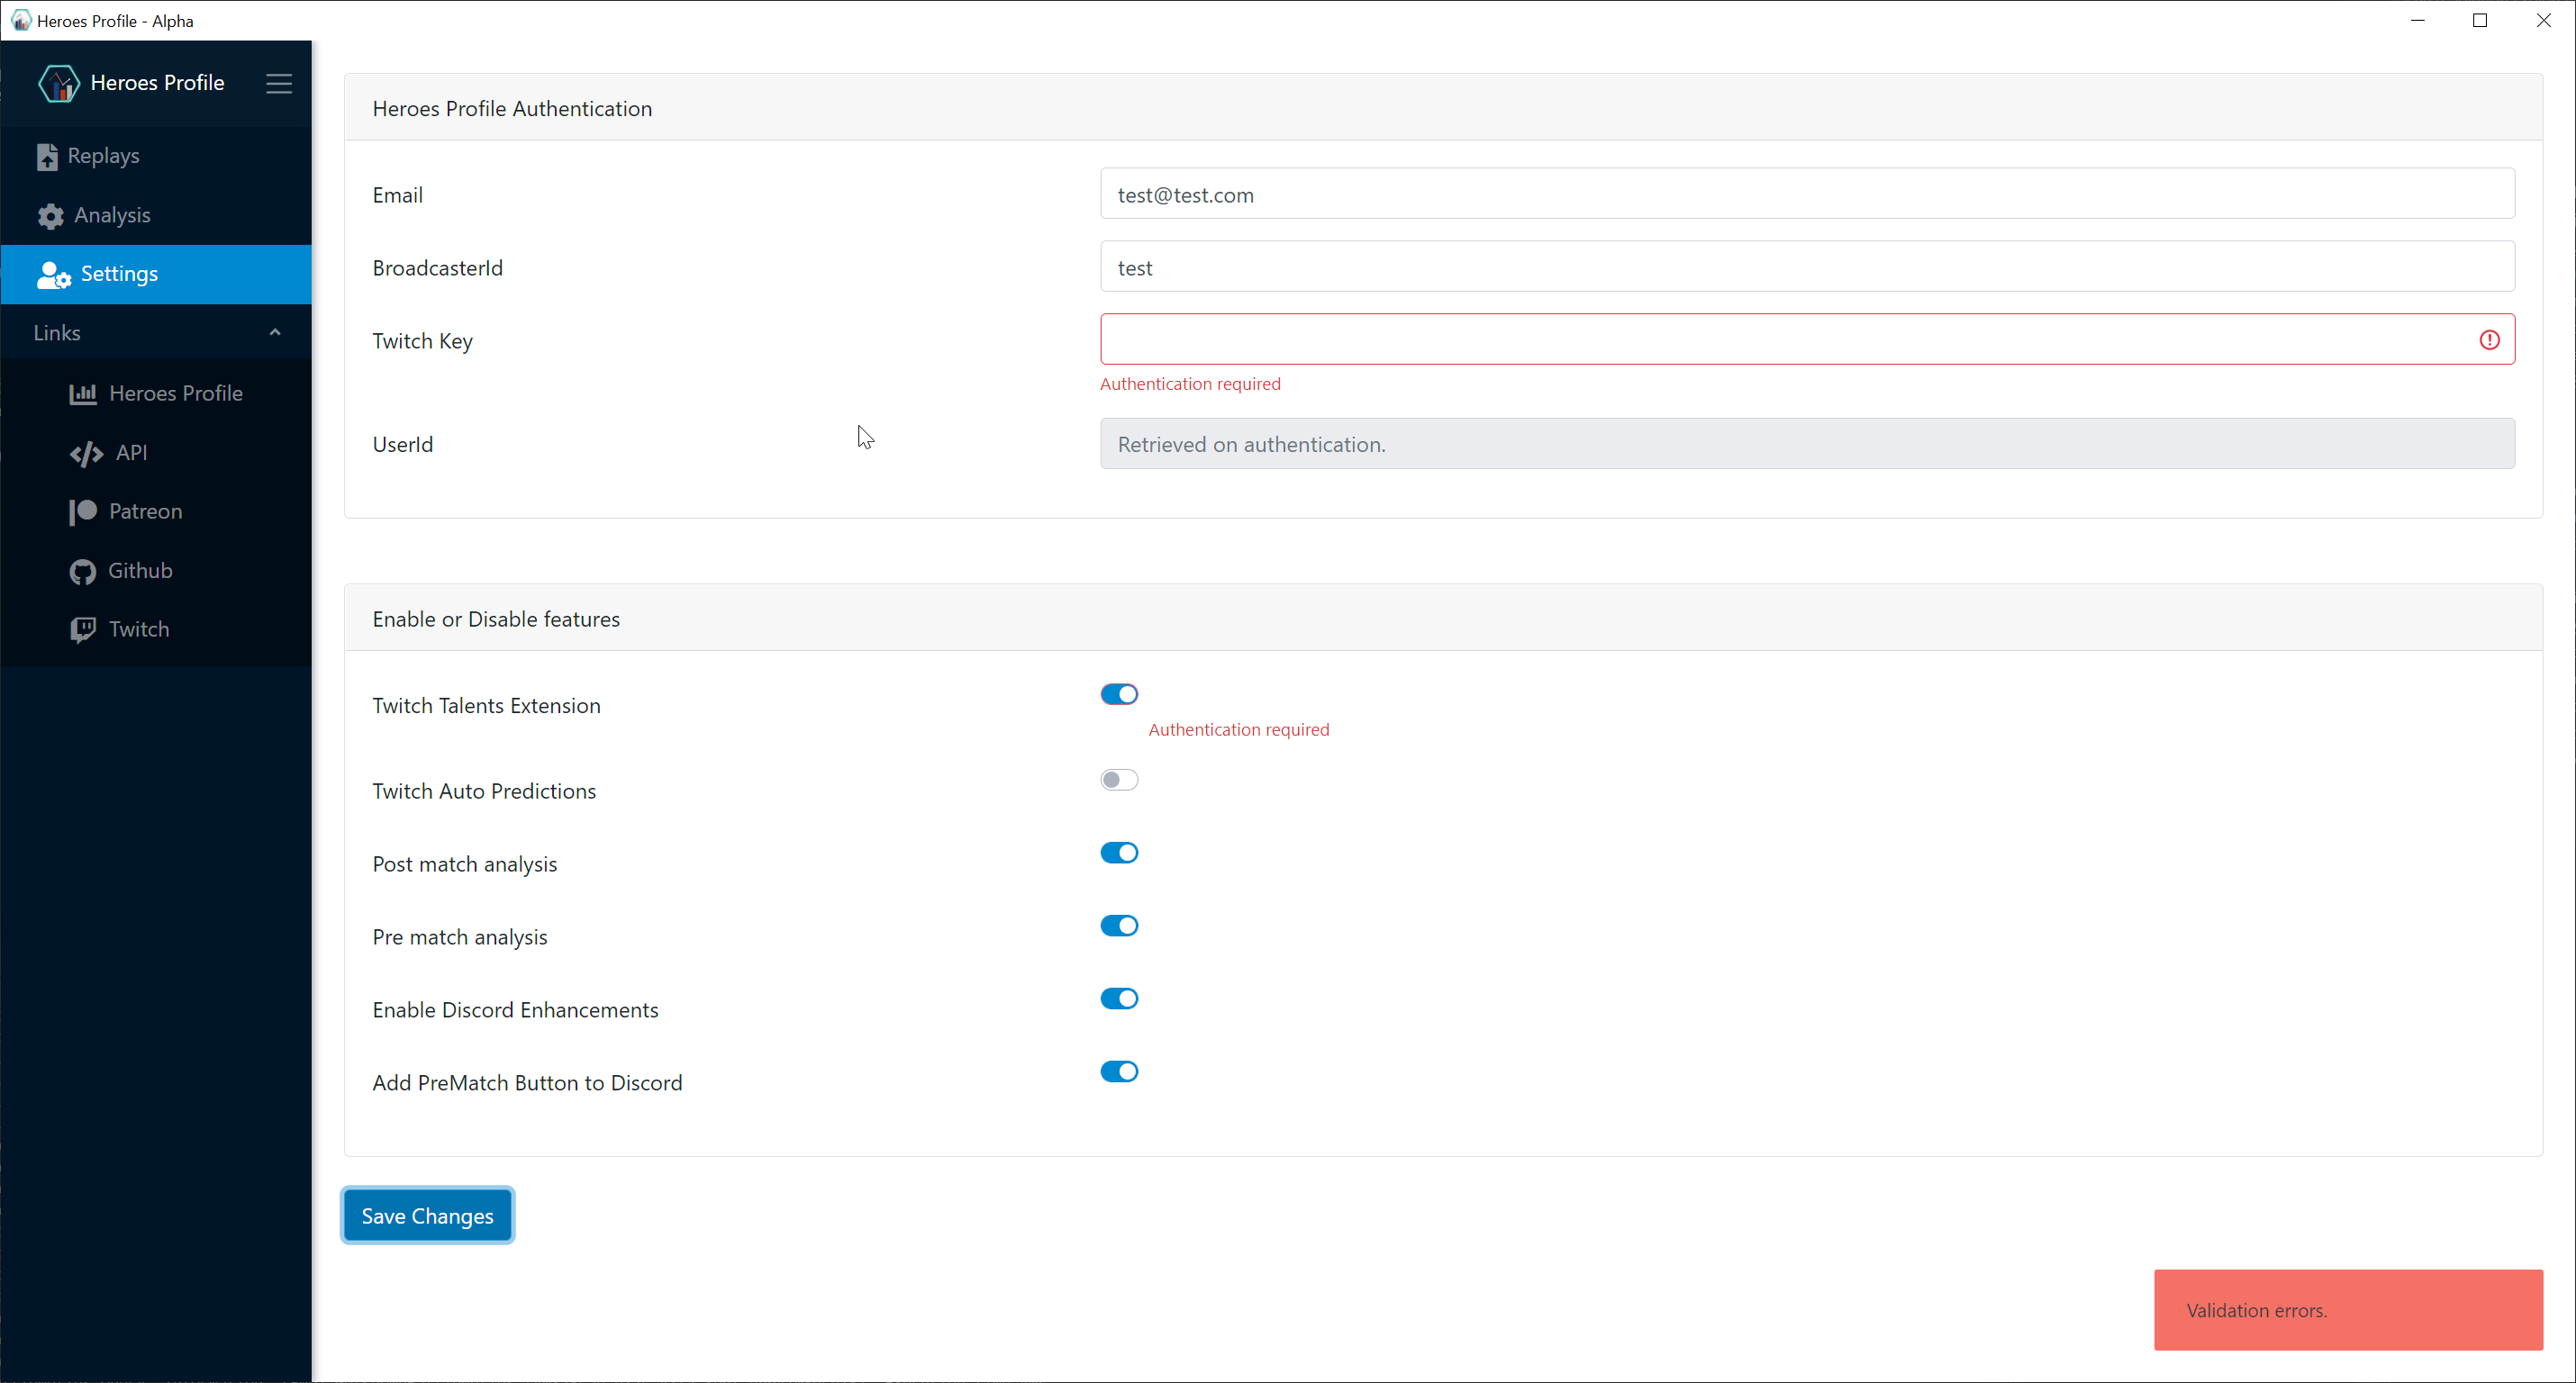 Heroes Profile - Alpha
Heroes Profile
Replays
Analysis
Settings
Links
Heroes Profile
API
Patreon
Github
Twitch
Heroes Profile Authentication
Email
test@test.com
BroadcasterId
test
Twitch Key
Authentication required
UserId
Retrieved on authentication.
Enable or Disable features
Twitch Talents Extension
Authentication required
Twitch Auto Predictions
Post match analysis
Pre match analysis
Enable Discord Enhancements
Add PreMatch Button to Discord
Save Changes
Validation errors.